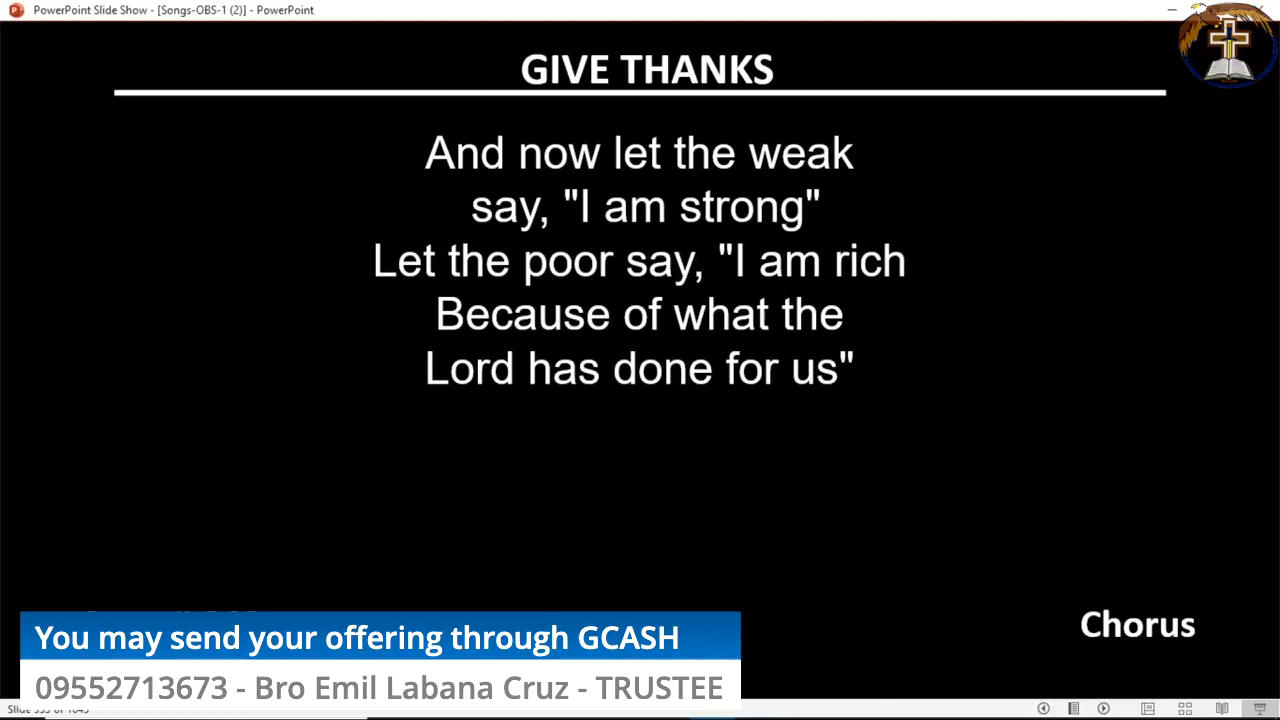 PowerPoint Slide Show - [Songs-OBS-1 (2)] - PowerPoint
GIVE THANKS
And now let the weak
say, "I am strong"
Let the poor say, "I am rich
Because of what the
Lord has done for us"
Chorus
You may send your offering through GCASH
09552713673 - Bro Emil Labana Cruz - TRUSTEE